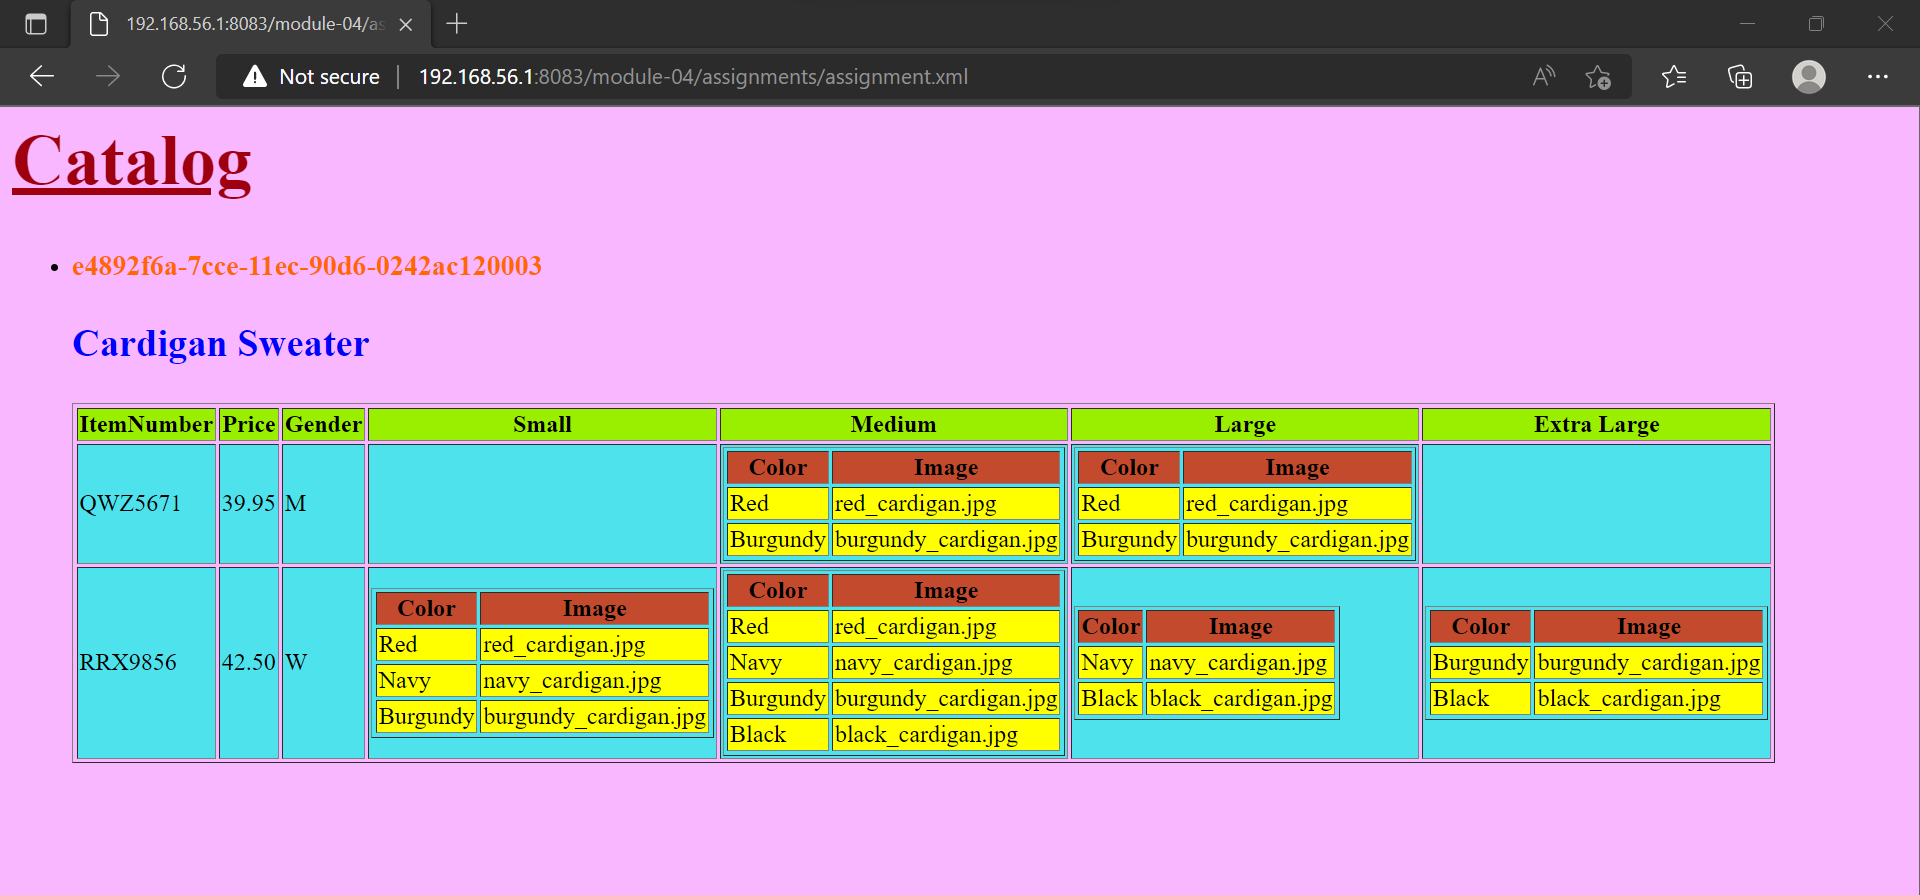 192.168.56.1:8083/module-04/as
Not secure | 192.168.56.1:8083/module-04/assignments/assignment.xml
Catalog
• e4892f6a-7cce-11ec-90d6-0242ac120003
Cardigan Sweater
ItemNumber Price Gender Small Medium Large Extra Large
Color Image Color Image
QWZ5671 39.95 M Red red_cardigan.jpg Red red_cardigan.jpg
Burgundy burgundy_cardigan.jpg Burgundy burgundy_cardigan.jpg
Color Image
Color Image
Red red_cardigan.jpg
Navy navy_cardigan.jpg
Burgundy burgundy_cardigan.jpg
Color Image
Red red_cardigan.jpg
Navy navy_cardigan.jpg
Burgundy burgundy_cardigan.jpg
Black black_cardigan.jpg
RRX9856 42.50 W
Color Image
Navy navy_cardigan.jpg
Black black_cardigan.jpg
Burgundy burgundy_cardigan.jpg
Black black_cardigan.jpg